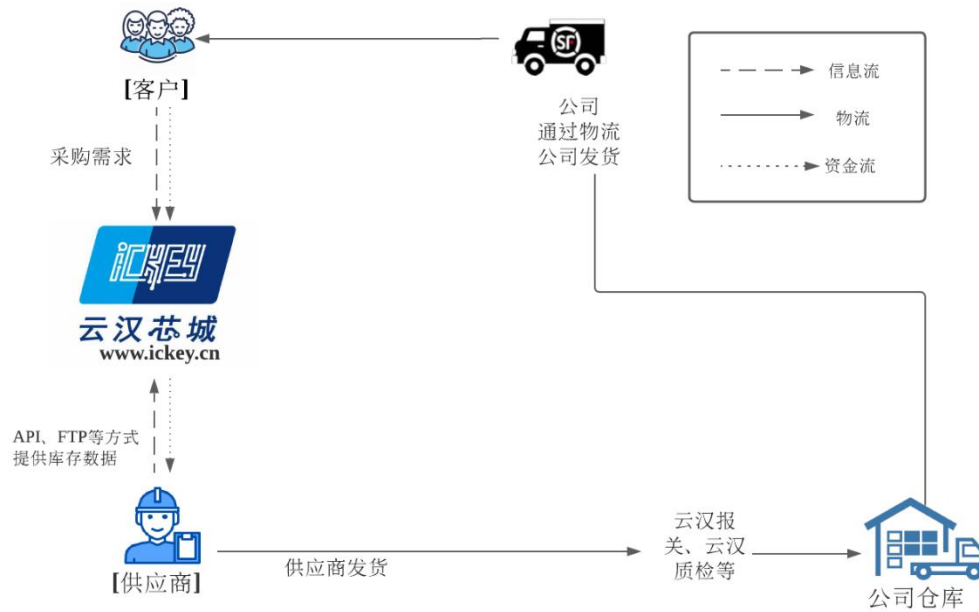 [客户]
SF
公司
通过物流
公司发货
信息流
物流
资金流
采购需求
iCKEY
云汉芯城
www.ickey.cn
API、FTP等方式
提供库存数据
[供应商]
供应商发货
云汉报
关、云汉
质检等
公司仓库